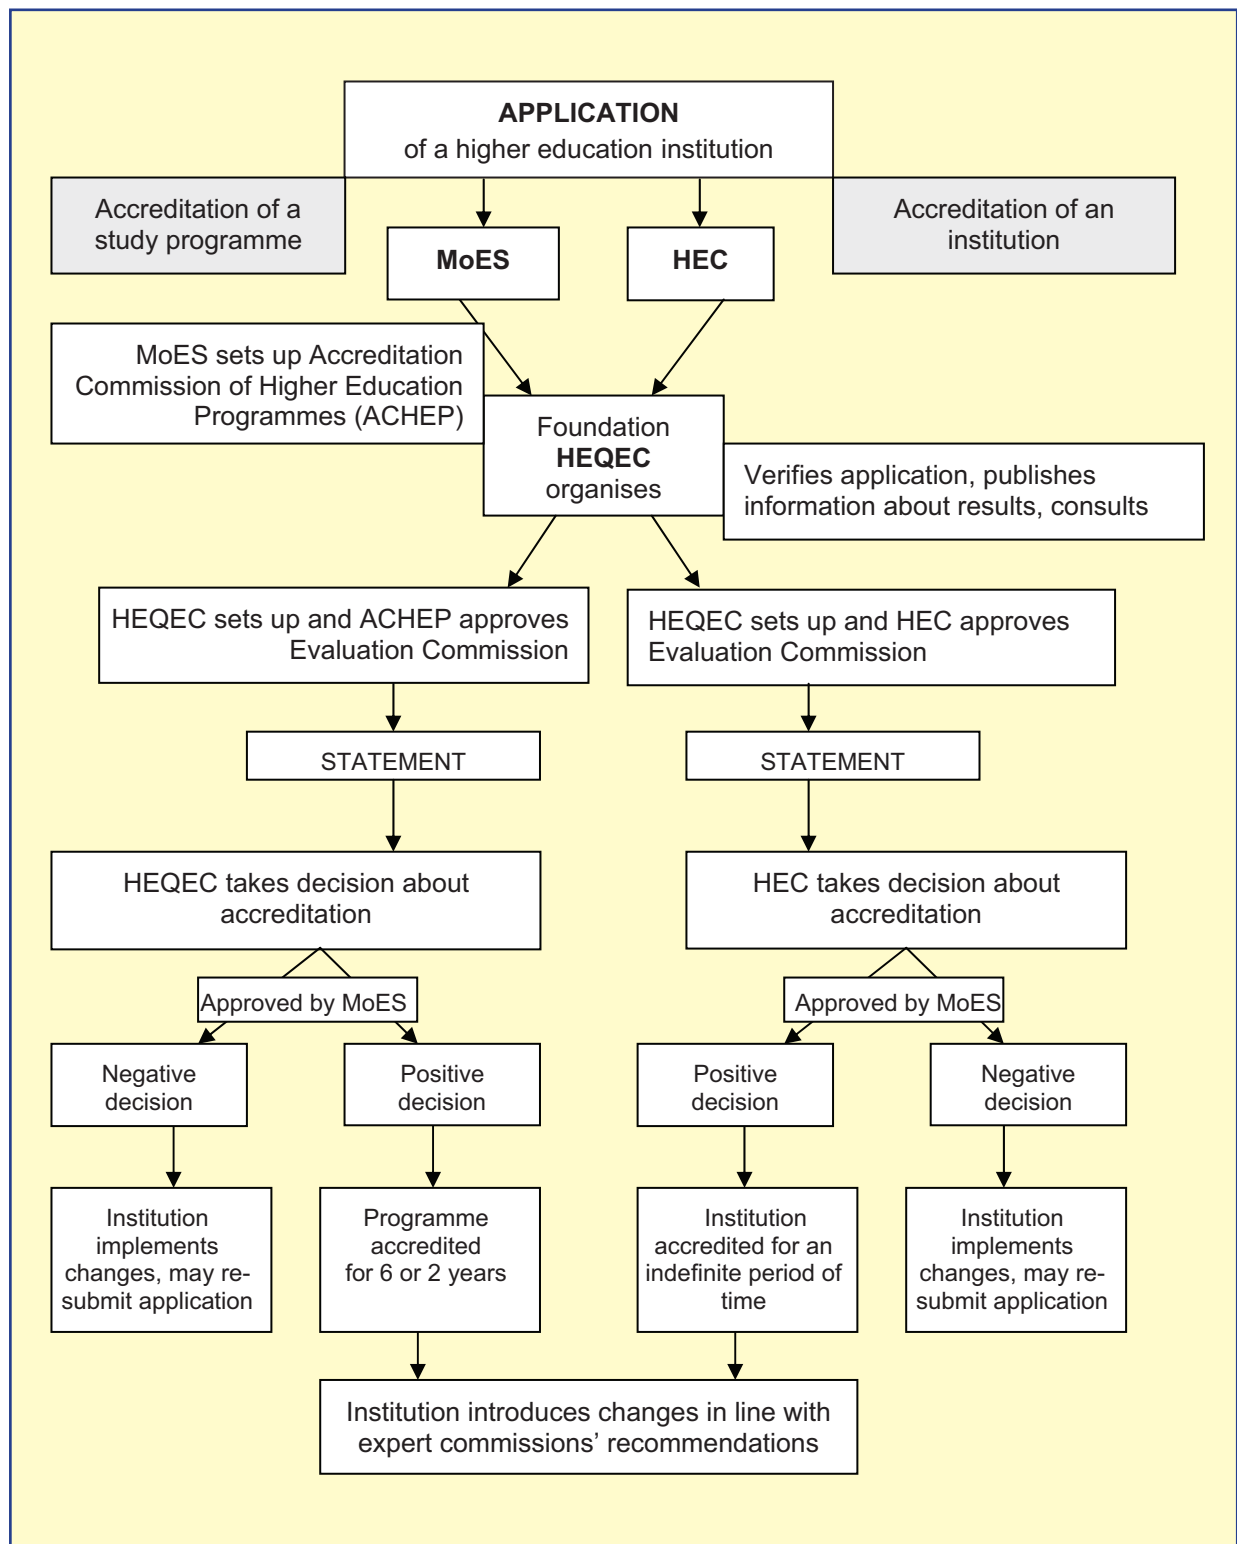 APPLICATION
of a higher education institution
Accreditation of a
study programme
Accreditation of an
institution
MoES
HEC
MoES sets up Accreditation
Commission of Higher Education
Programmes (ACHEP)
Foundation
HEQEC
organises
Verifies application, publishes
information about results, consults
HEQEC sets up and ACHEP approves
Evaluation Commission
HEQEC sets up and HEC approves
Evaluation Commission
STATEMENT
STATEMENT
HEQEC takes decision about
accreditation
HEC takes decision about
accreditation
Approved by MoES
Approved by MoES
Negative
decision
Positive
decision
Positive
decision
Negative
decision
Institution
implements
changes, may re-
submit application
Programme
accredited
for 6 or 2 years
Institution
accredited for an
indefinite period of
time
Institution
implements
changes, may re-
submit application
Institution introduces changes in line with
expert commissions’ recommendations